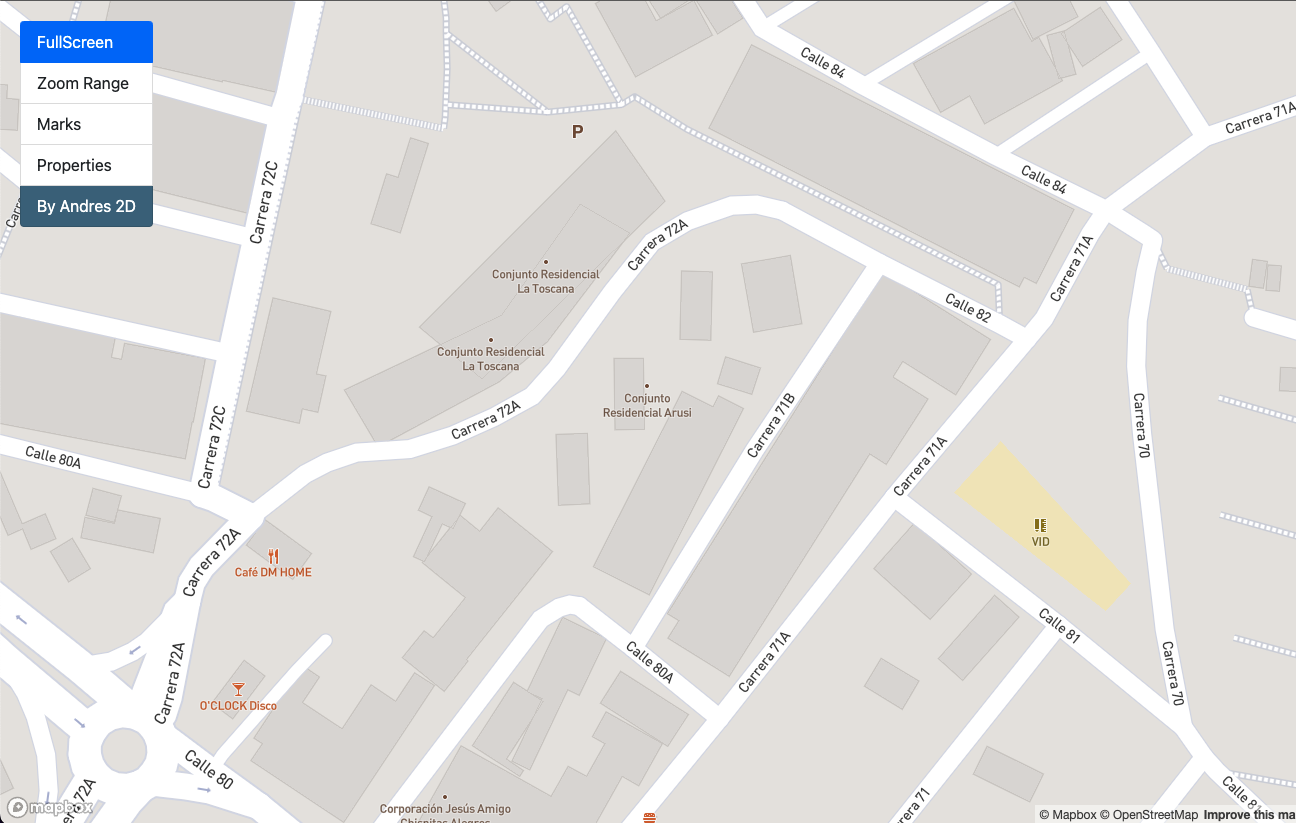 FullScreen
Zoom Range
Marks
Properties
By Andres 2D
Calle 84
Carrera 71A
P
Carrera 72C
Calle 84
Carrera 72A
Carrera 71A
Conjunto Residencial
La Toscana
Calle 82
Conjunto Residencial
La Toscana
Conjunto
Residencial Arusi
Carrera 72A
Carrera 71B
Carrera 70
Carrera 72C
Calle 80A
Carrera 71A
VID
Carrera 72A
Café DM HOME
Calle 81
Calle 80A
Carrera 71A
Carrera 72A
Carrera 70
O'CLOCK Disco
Calle 80
mapbox
Corporación Jesús Amigo
Chispitas Alegres
© Mapbox © OpenStreetMap Improve this ma